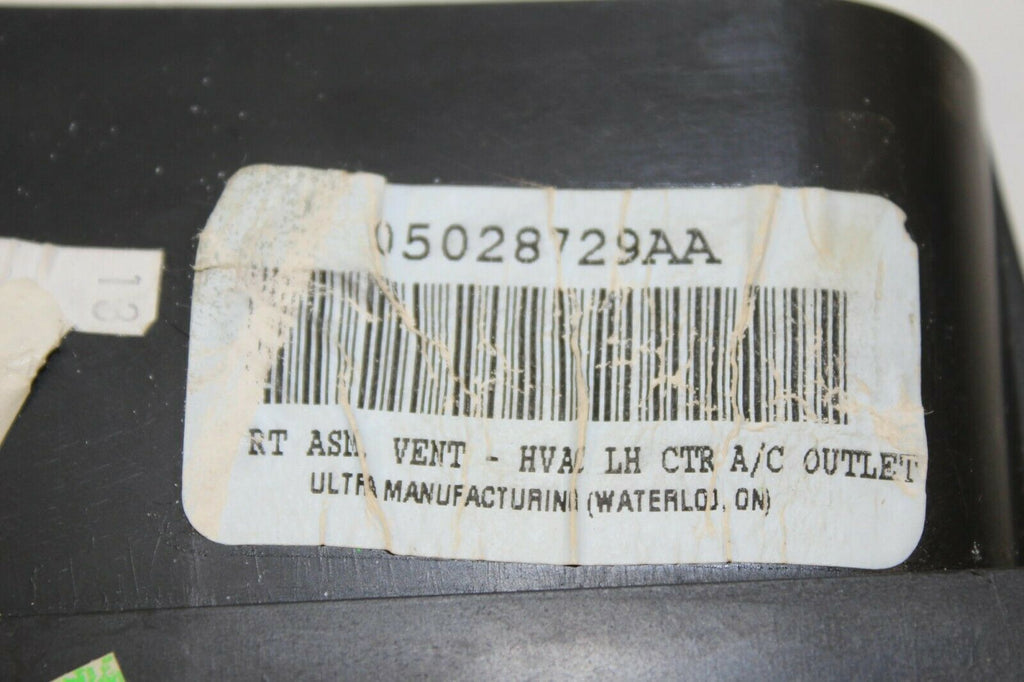 05028729AA
RT ASM. VENT - HVAC LH CTR A/C OUTLET
ULTRA MANUFACTURING (WATERLOO, ON)
13